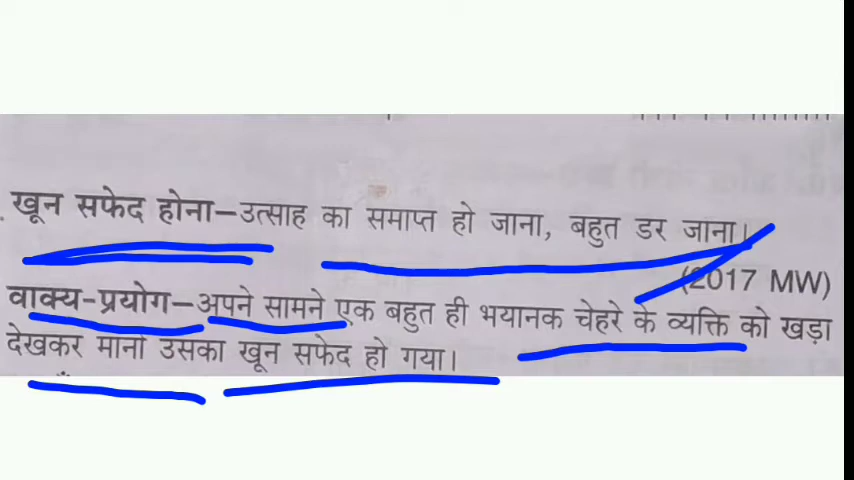 खून सफेद होना—उत्साह का समाप्त हो जाना, बहुत डर जाना।
(2017 MW)
वाक्य-प्रयोग—अपने सामने एक बहुत ही भयानक चेहरे के व्यक्ति को खड़ा
देखकर मानो उसका खून सफेद हो गया।